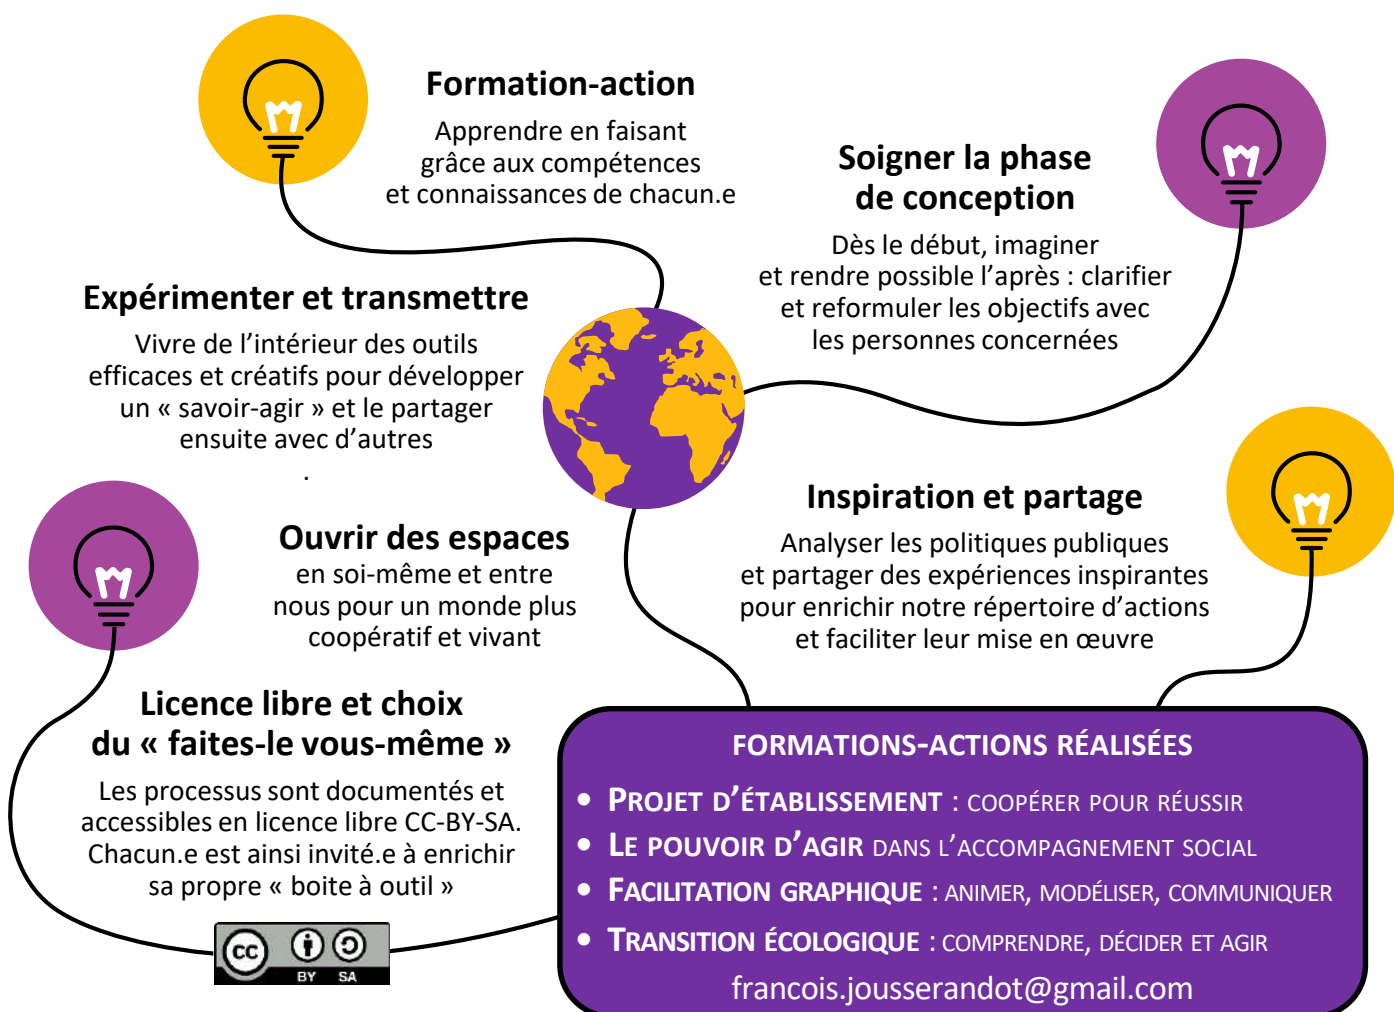 Formation-action
Apprendre en faisant
grâce aux compétences
et connaissances de chacun.e
Soigner la phase
de conception
Dès le début, imaginer
et rendre possible l’après : clarifier
et reformuler les objectifs avec
les personnes concernées
Expérimenter et transmettre
Vivre de l’intérieur des outils
efficaces et créatifs pour développer
un « savoir-agir » et le partager
ensuite avec d’autres
.
Ouvrir des espaces
en soi-même et entre
nous pour un monde plus
coopératif et vivant
Inspiration et partage
Analyser les politiques publiques
et partager des expériences inspirantes
pour enrichir notre répertoire d’actions
et faciliter leur mise en œuvre
Licence libre et choix
du « faites-le vous-même »
Les processus sont documentés et
accessibles en licence libre CC-BY-SA.
Chacun.e est ainsi invité.e à enrichir
sa propre « boite à outil »
cc BY SA
FORMATIONS-ACTIONS RÉALISÉES
• PROJET D’ÉTABLISSEMENT : COOPÉRER POUR RÉUSSIR
• LE POUVOIR D’AGIR DANS L’ACCOMPAGNEMENT SOCIAL
• FACILITATION GRAPHIQUE : ANIMER, MODÉLISER, COMMUNIQUER
• TRANSITION ÉCOLOGIQUE : COMPRENDRE, DÉCIDER ET AGIR
francois.jousserandot@gmail.com